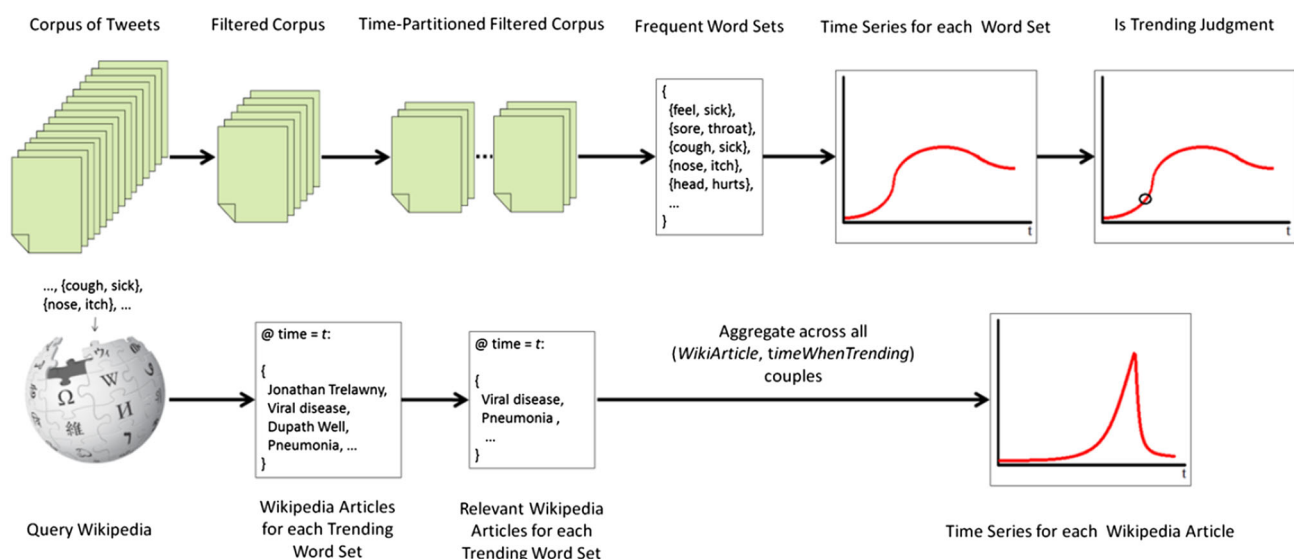 Corpus of Tweets
Filtered Corpus
Time-Partitioned Filtered Corpus
Frequent Word Sets
Time Series for each Word Set
Is Trending Judgment
...
{
{feel, sick},
{sore, throat},
{cough, sick},
{nose, itch},
{head, hurts},
...
}
t
t
..., {cough, sick},
{nose, itch}, ...
Ω
W
И
維
@ time = t:
{
Jonathan Trelawny,
Viral disease,
Dupath Well,
Pneumonia, ...
}
@ time = t:
{
Viral disease,
Pneumonia ,
...
}
Aggregate across all
(WikiArticle, timeWhenTrending)
couples
t
Query Wikipedia
Wikipedia Articles
for each Trending
Word Set
Relevant Wikipedia
Articles for each
Trending Word Set
Time Series for each Wikipedia Article